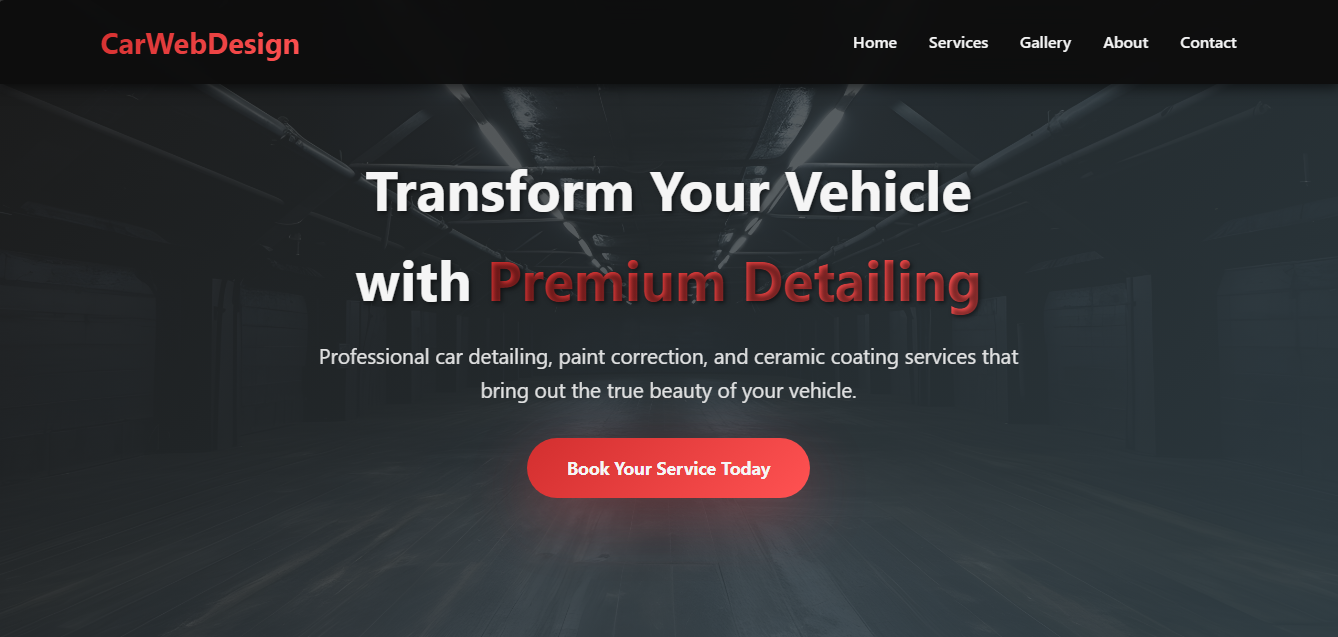 CarWebDesign
Home Services Gallery About Contact
Transform Your Vehicle
with Premium Detailing
Professional car detailing, paint correction, and ceramic coating services that
bring out the true beauty of your vehicle.
Book Your Service Today